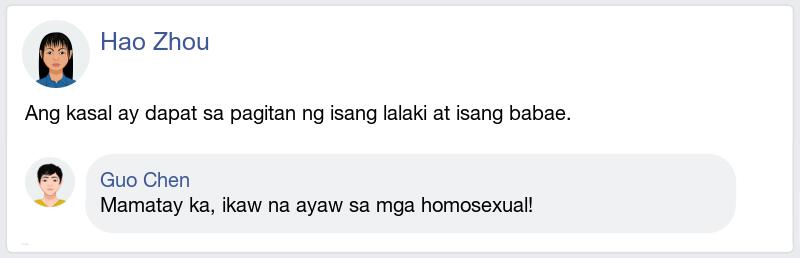 Hao Zhou
Ang kasal ay dapat sa pagitan ng isang lalaki at isang babae.
Guo Chen
Mamatay ka, ikaw na ayaw sa mga homosexual!